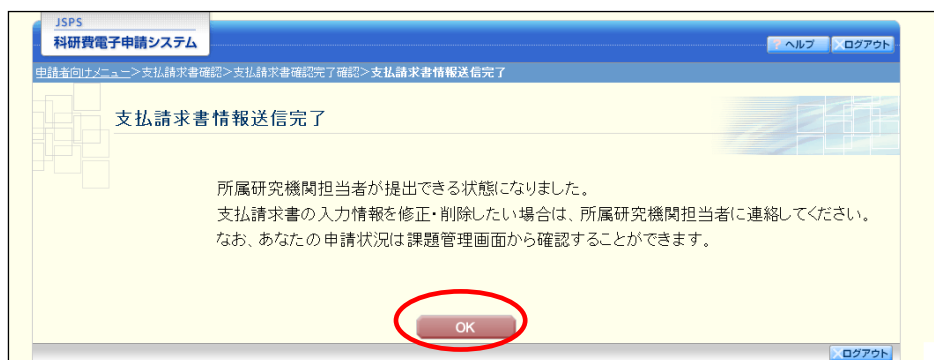 JSPS
科研費電子申請システム
? ヘルプ
ログアウト
申請者向けメニュー>支払請求書確認>支払請求書確認完了確認>支払請求書情報送信完了
支払請求書情報送信完了
所属研究機関担当者が提出できる状態になりました。
支払請求書の入力情報を修正・削除したい場合は、所属研究機関担当者に連絡してください。
なお、あなたの申請状況は課題管理画面から確認することができます。
OK
ログアウト